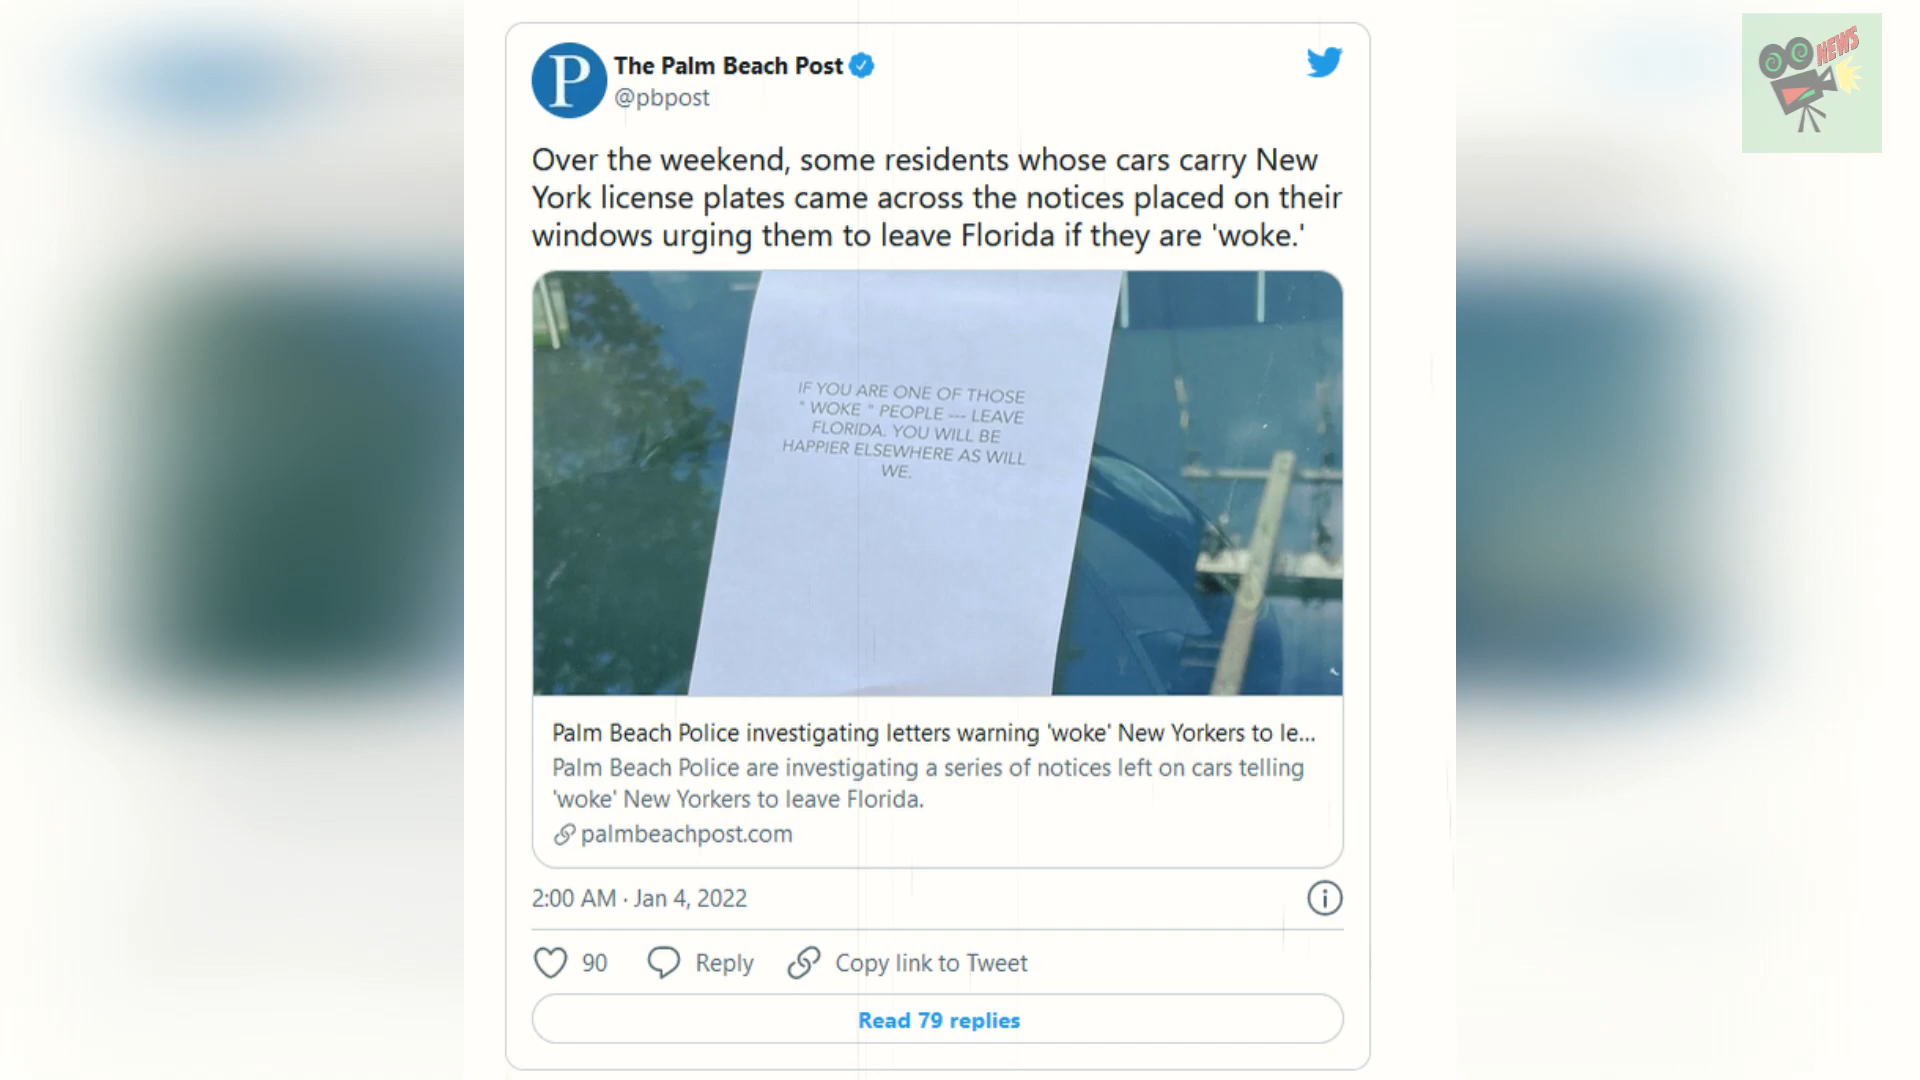 NEWS
P
The Palm Beach Post
@pbpost
Over the weekend, some residents whose cars carry New
York license plates came across the notices placed on their
windows urging them to leave Florida if they are 'woke.'
IF YOU ARE ONE OF THOSE
" WOKE " PEOPLE --- LEAVE
FLORIDA. YOU WILL BE
HAPPIER ELSEWHERE AS WILL
WE.
Palm Beach Police investigating letters warning 'woke' New Yorkers to le...
Palm Beach Police are investigating a series of notices left on cars telling
'woke' New Yorkers to leave Florida.
palmbeachpost.com
2:00 AM · Jan 4, 2022
90 Reply Copy link to Tweet
Read 79 replies